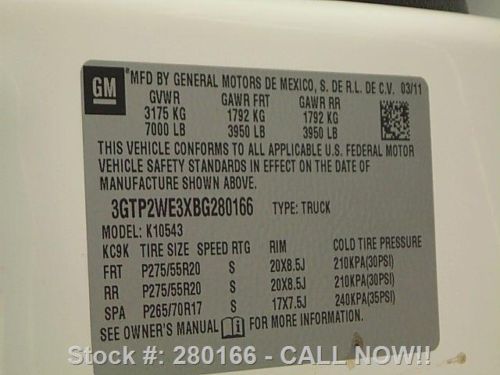 GM *MFD BY GENERAL MOTORS DE MEXICO, S. DE R.L. DE C.V. 03/11
GVWR GAWR FRT GAWR RR
3175 KG 1792 KG 1792 KG
7000 LB 3950 LB 3950 LB
THIS VEHICLE CONFORMS TO ALL APPLICABLE U.S. FEDERAL MOTOR
VEHICLE SAFETY STANDARDS IN EFFECT ON THE DATE OF
MANUFACTURE SHOWN ABOVE.
3GTP2WE3XBG280166 TYPE: TRUCK
MODEL: K10543
KC9K TIRE SIZE SPEED RTG RIM COLD TIRE PRESSURE
FRT P275/55R20 S 20X8.5J 210KPA(30PSI)
RR P275/55R20 S 20X8.5J 210KPA(30PSI)
SPA P265/70R17 S 17X7.5J 240KPA(35PSI)
SEE OWNER'S MANUAL FOR MORE INFORMATION.
Stock #: 280166 - CALL NOW!!